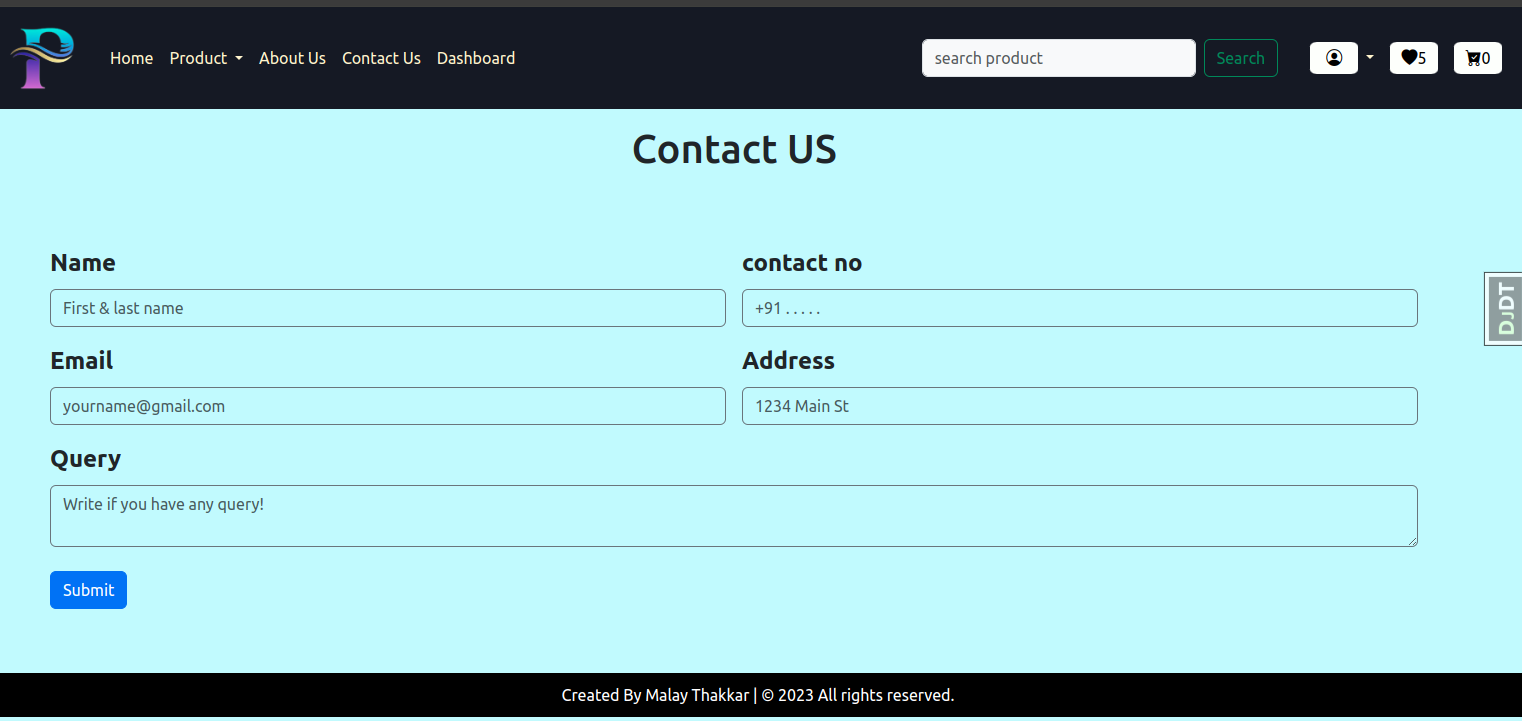 P
Home Product About Us Contact Us Dashboard search product Search 5 0
Contact US
Name contact no
First & last name +91 . . . . .
DJDT
Email Address
yourname@gmail.com 1234 Main St
Query
Write if you have any query!
Submit
Created By Malay Thakkar | © 2023 All rights reserved.